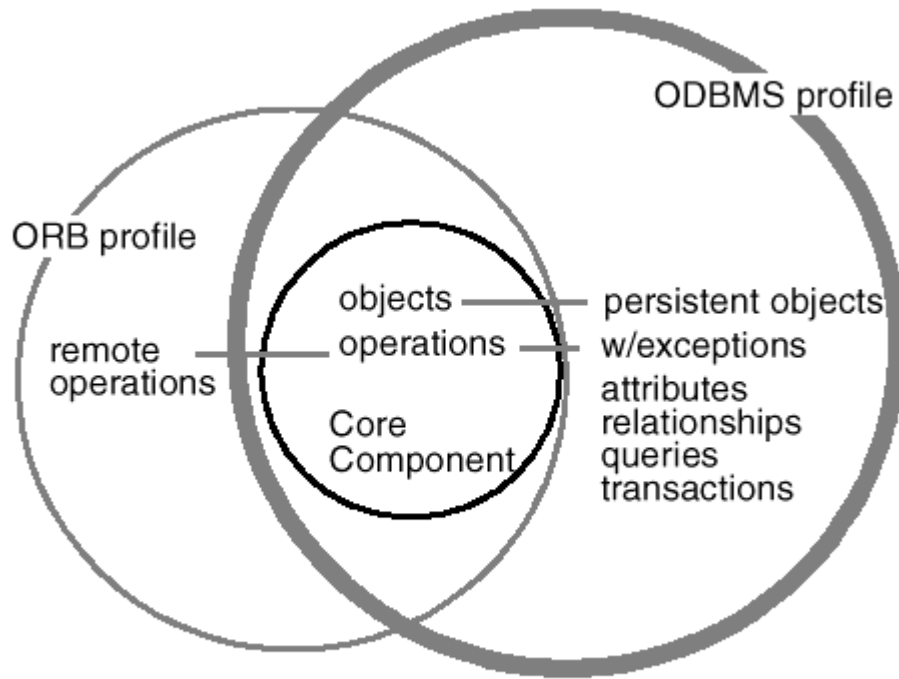 ODBMS profile
ORB profile
objects
persistent objects
remote
operations
operations
w/exceptions
attributes
relationships
queries
transactions
Core
Component